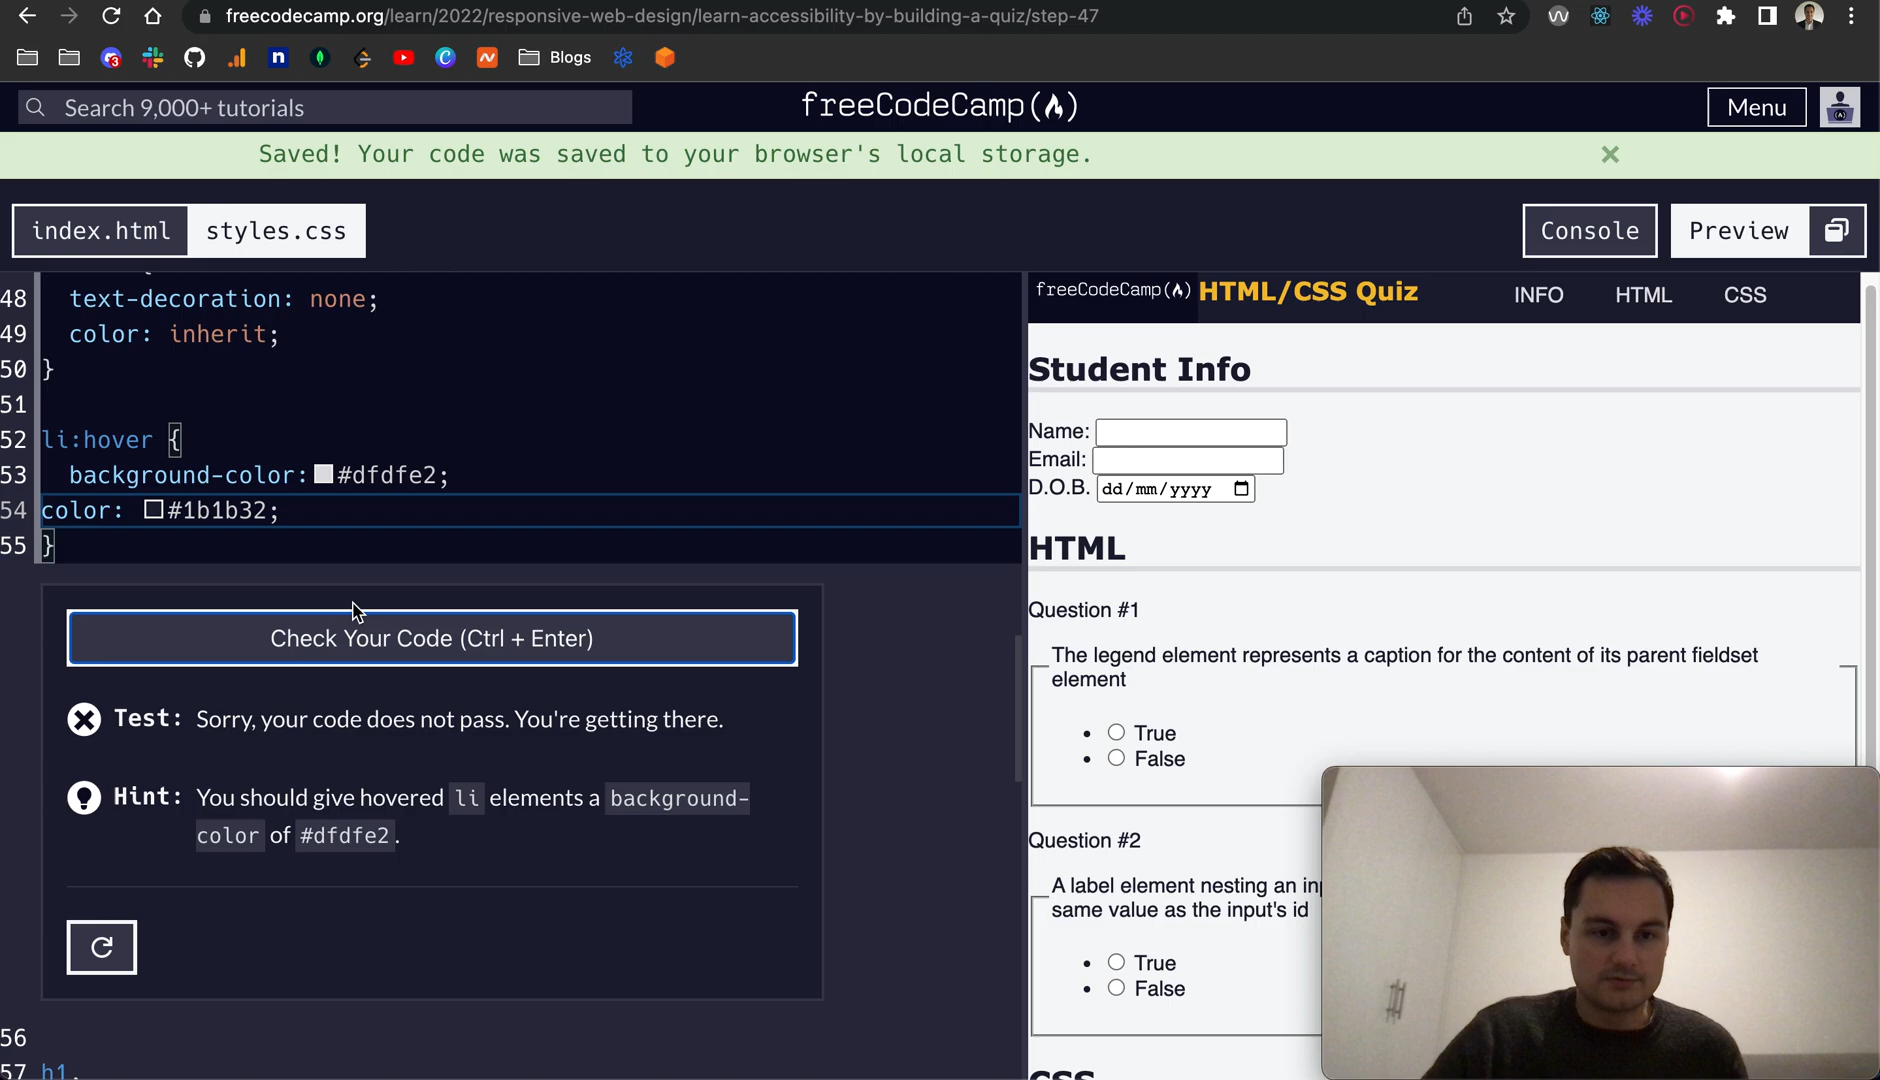 freecodecamp.org/learn/2022/responsive-web-design/learn-accessibility-by-building-a-quiz/step-47
3
n
Blogs
Search 9,000+ tutorials
freeCodeCamp(🔥)
Menu
Saved! Your code was saved to your browser's local storage.
index.html
styles.css
Console
Preview
48 text-decoration: none;
49 color: inherit;
50 }
51
52 li:hover {
53 background-color: #dfdfe2;
54 color: #1b1b32;
55 }
Check Your Code (Ctrl + Enter)
Test: Sorry, your code does not pass. You're getting there.
Hint: You should give hovered li elements a background-
color of #dfdfe2.
56
57 h1,
freeCodeCamp(🔥)
HTML/CSS Quiz
INFO
HTML
CSS
Student Info
Name:
Email:
D.O.B. dd/mm/yyyy
HTML
Question #1
The legend element represents a caption for the content of its parent fieldset
element
• True
• False
Question #2
A label element nesting an in
same value as the input's id
• True
• False
CSS